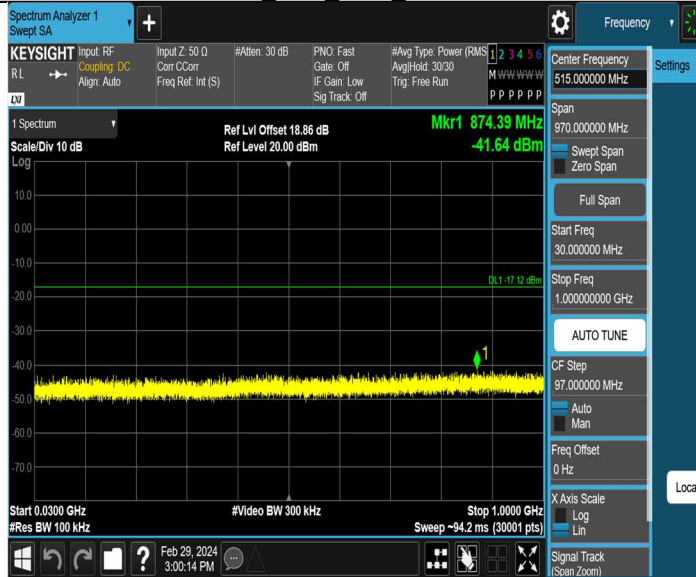 Spectrum Analyzer 1
Swept SA
Frequency
KEYSIGHT
RL
LXI
Input: RF
Coupling: DC
Align: Auto
Input Z: 50 Ω
Corr CCorr
Freq Ref: Int (S)
#Atten: 30 dB
PNO: Fast
Gate: Off
IF Gain: Low
Sig Track: Off
#Avg Type: Power (RMS
Avg|Hold: 30/30
Trig: Free Run
1 2 3 4 5 6
M W W W W W
P P P P P P
1 Spectrum
Scale/Div 10 dB
Log
Ref Lvl Offset 18.86 dB
Ref Level 20.00 dBm
Mkr1 874.39 MHz
-41.64 dBm
10.0
0.00
-10.0
-20.0
-30.0
-40.0
-50.0
-60.0
-70.0
DL1 -17.12 dBm
1
Start 0.0300 GHz
#Res BW 100 kHz
#Video BW 300 kHz
Stop 1.0000 GHz
Sweep ~94.2 ms (30001 pts)
?
Feb 29, 2024
3:00:14 PM
Center Frequency
515.000000 MHz
Span
970.000000 MHz
Swept Span
Zero Span
Full Span
Start Freq
30.000000 MHz
Stop Freq
1.000000000 GHz
AUTO TUNE
CF Step
97.000000 MHz
Auto
Man
Freq Offset
0 Hz
X Axis Scale
Log
Lin
Signal Track
(Span Zoom)
Settings
Loca